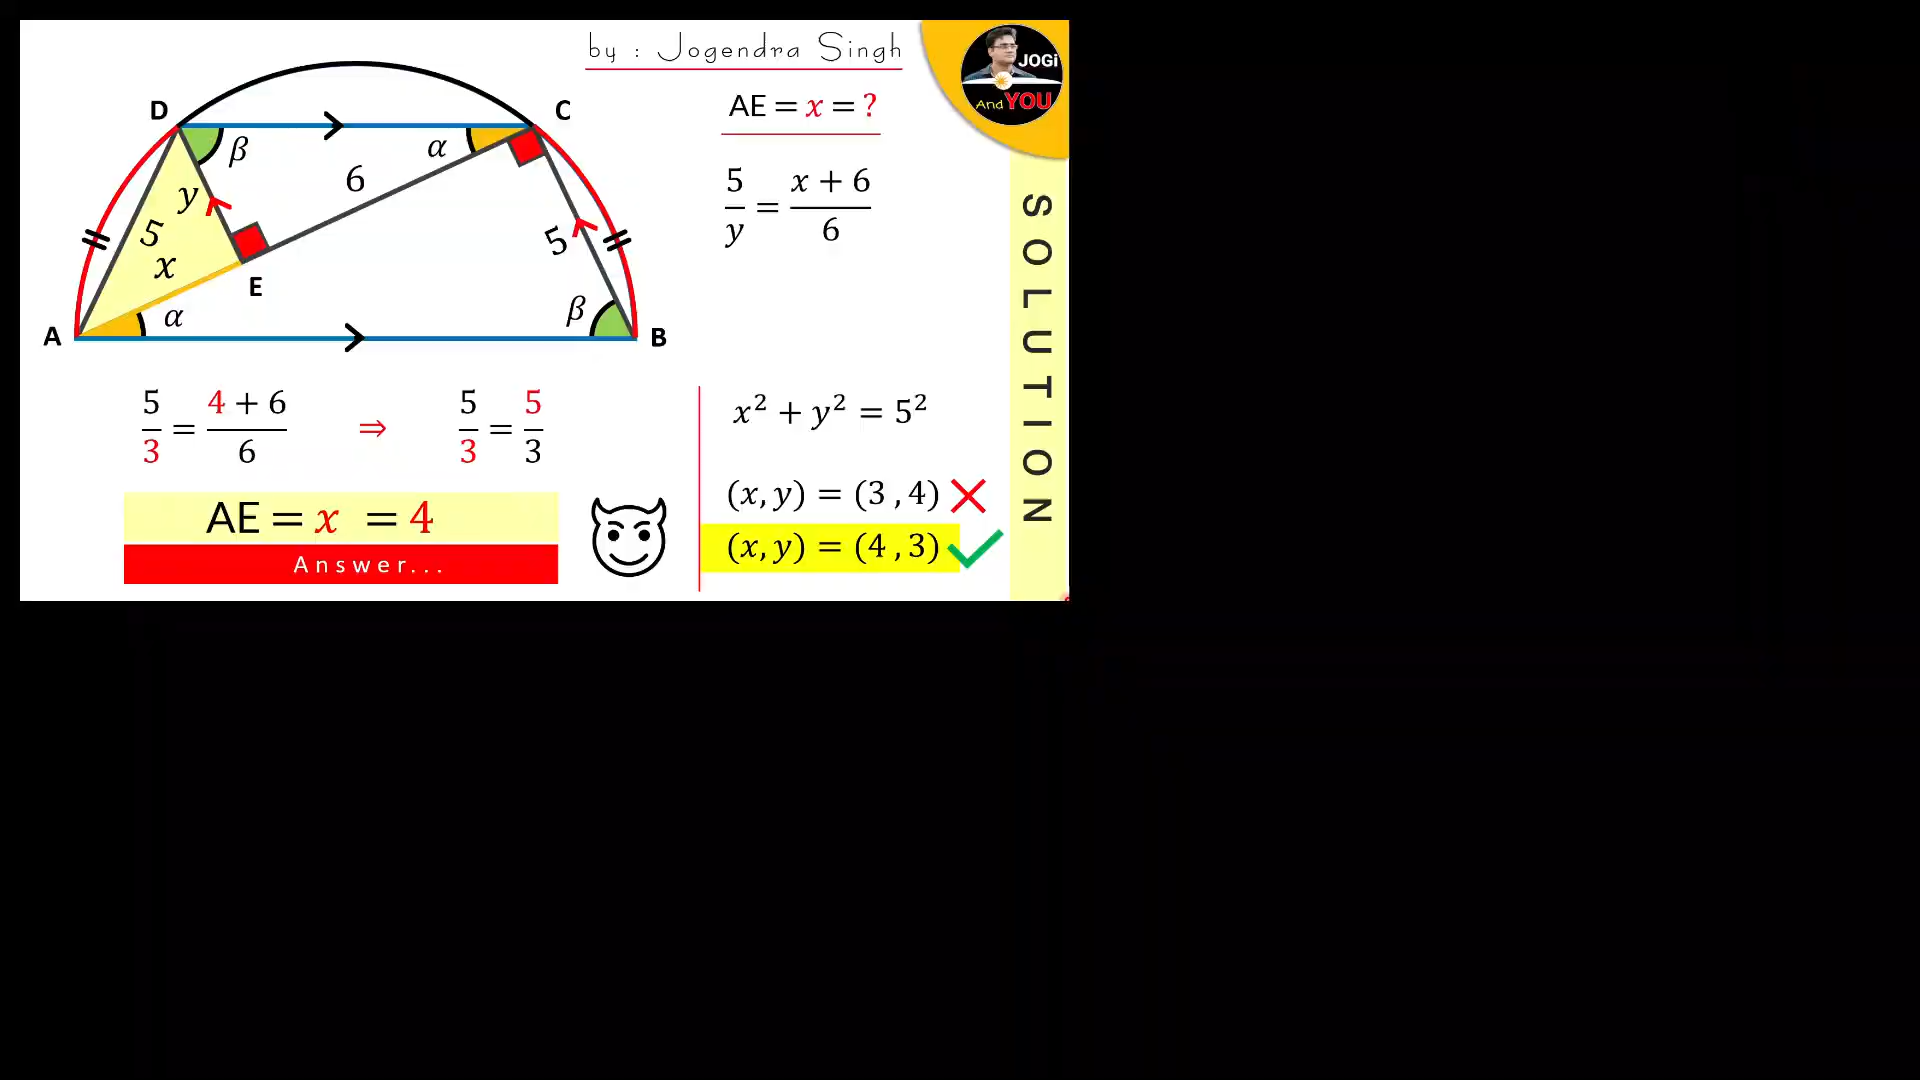 by : Jogendra Singh
JOGi
And YOU
AE = x = ?
5/y = (x + 6)/6
D
C
β
α
6
y
5
x
5
E
β
α
A
B
5/3 = (4 + 6)/6 ⇒ 5/3 = 5/3
AE = x = 4
Answer...
x² + y² = 5²
(x, y) = (3 , 4)
(x, y) = (4 , 3)
SOLUTION